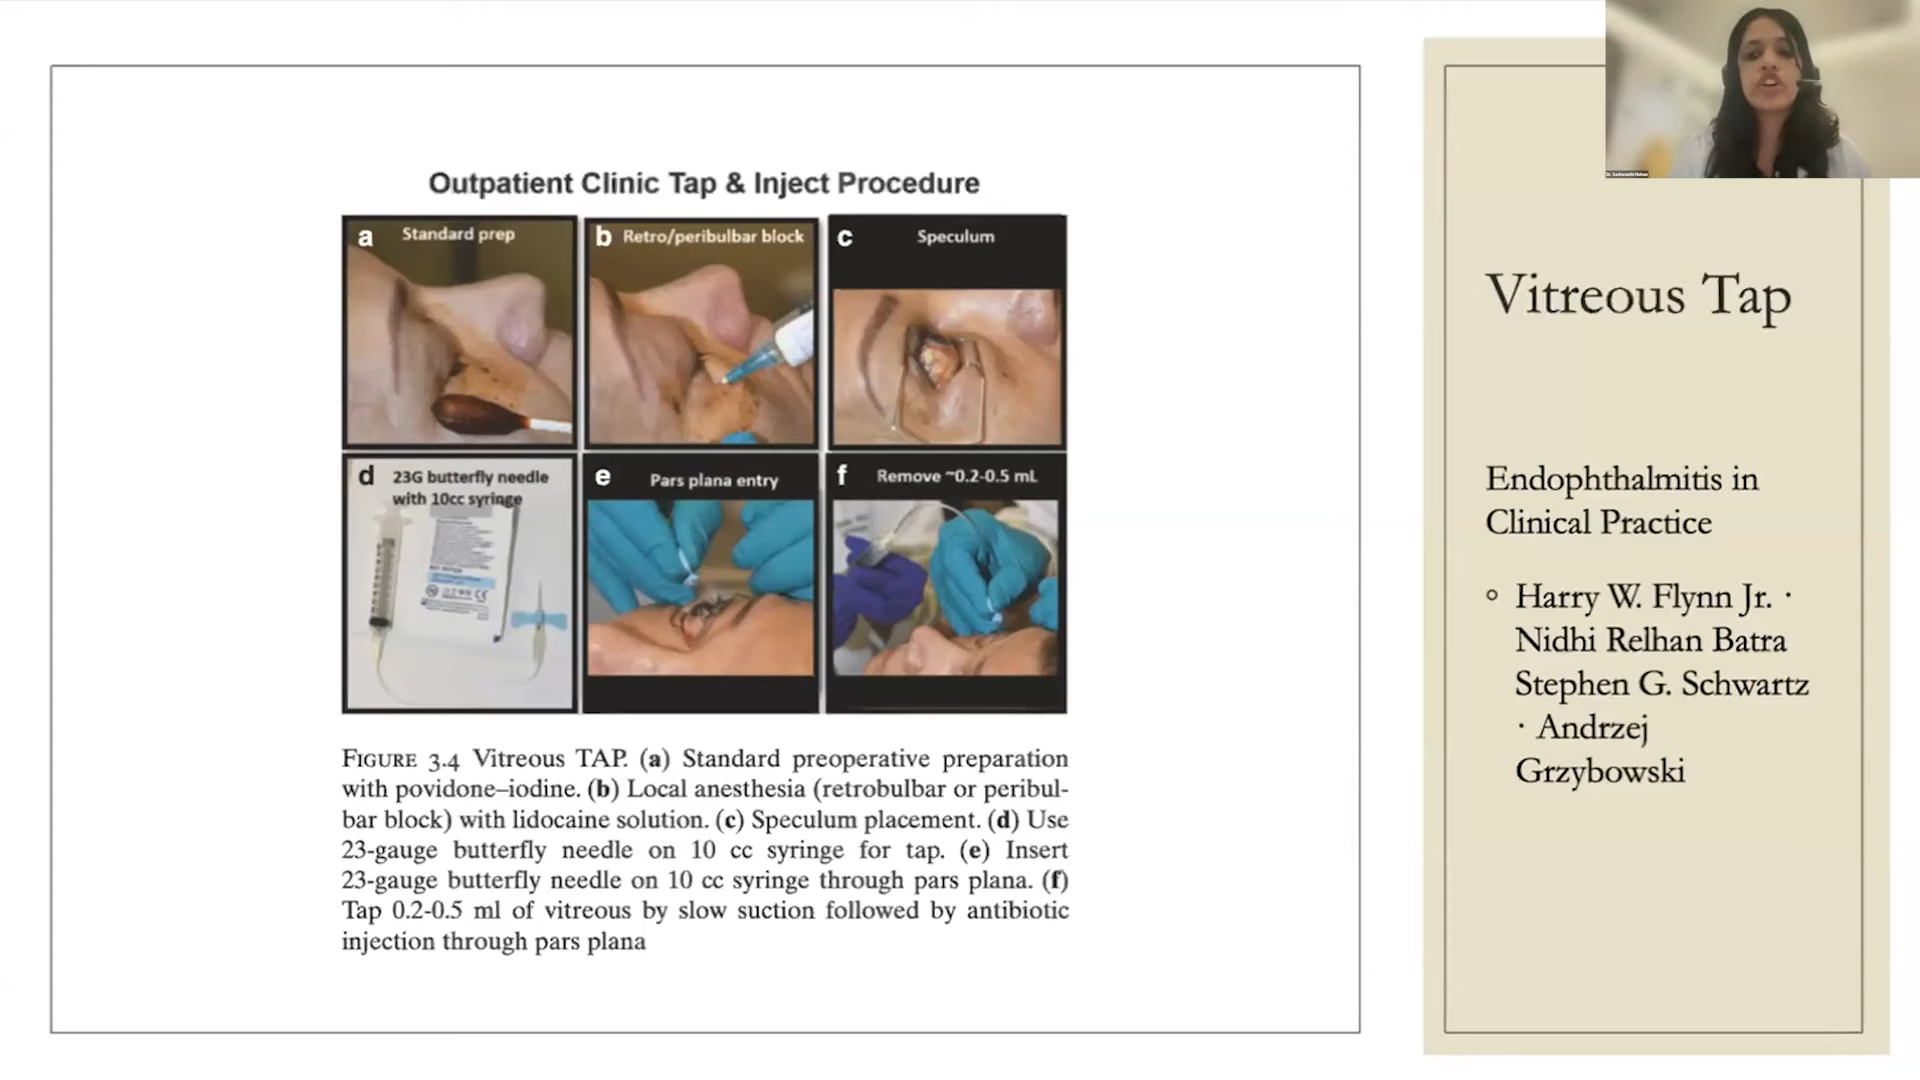 Outpatient Clinic Tap & Inject Procedure
a Standard prep
b Retro/peribulbar block
c Speculum
d 23G butterfly needle
with 10cc syringe
e Pars plana entry
f Remove ~0.2-0.5 mL
FIGURE 3.4 Vitreous TAP. (a) Standard preoperative preparation
with povidone–iodine. (b) Local anesthesia (retrobulbar or peribul-
bar block) with lidocaine solution. (c) Speculum placement. (d) Use
23-gauge butterfly needle on 10 cc syringe for tap. (e) Insert
23-gauge butterfly needle on 10 cc syringe through pars plana. (f)
Tap 0.2-0.5 ml of vitreous by slow suction followed by antibiotic
injection through pars plana
Vitreous Tap
Endophthalmitis in
Clinical Practice
Harry W. Flynn Jr. ·
Nidhi Relhan Batra
Stephen G. Schwartz
· Andrzej
Grzybowski